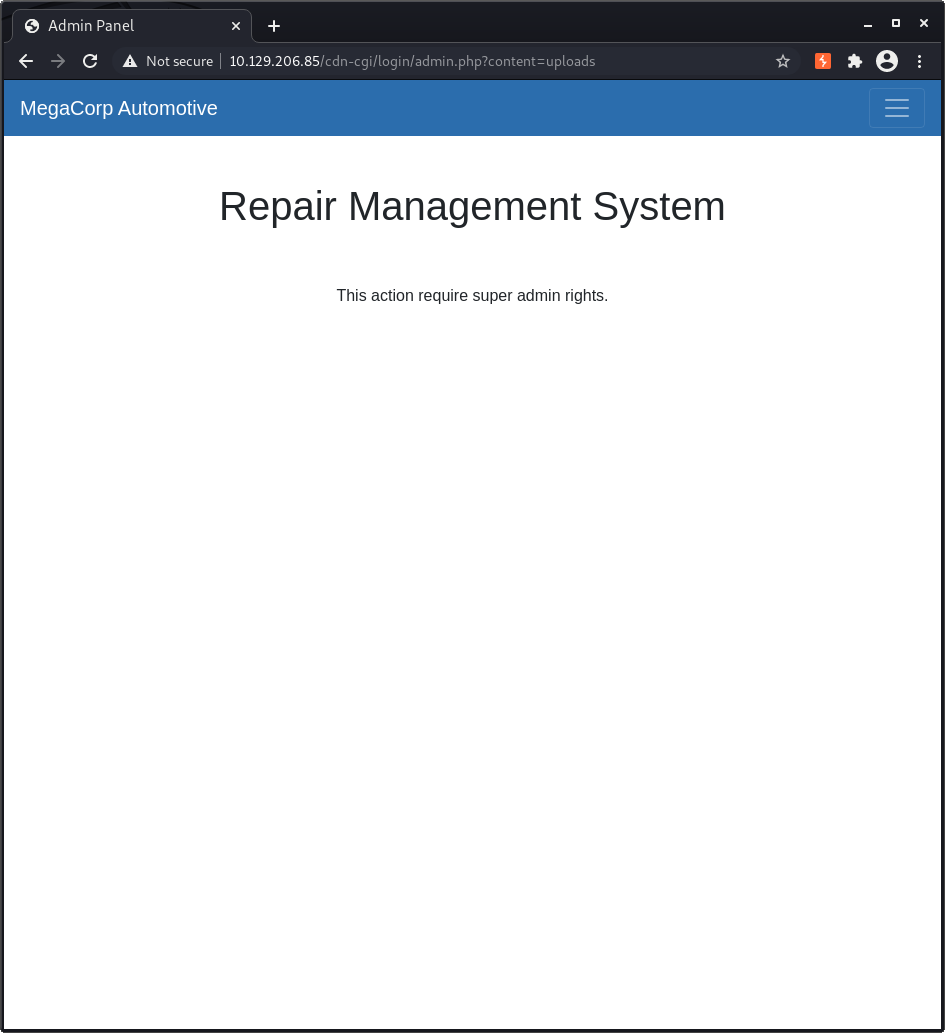 Admin Panel
Not secure 10.129.206.85/cdn-cgi/login/admin.php?content=uploads
MegaCorp Automotive
Repair Management System
This action require super admin rights.